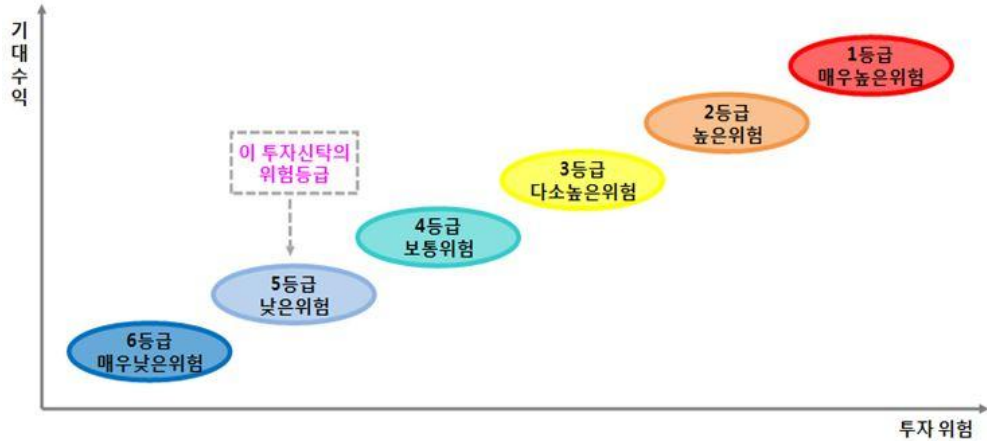 기
대
수
익
1등급
매우높은위험
2등급
높은위험
이 투자신탁의
위험등급
3등급
다소높은위험
4등급
보통위험
5등급
낮은위험
6등급
매우낮은위험
투자 위험